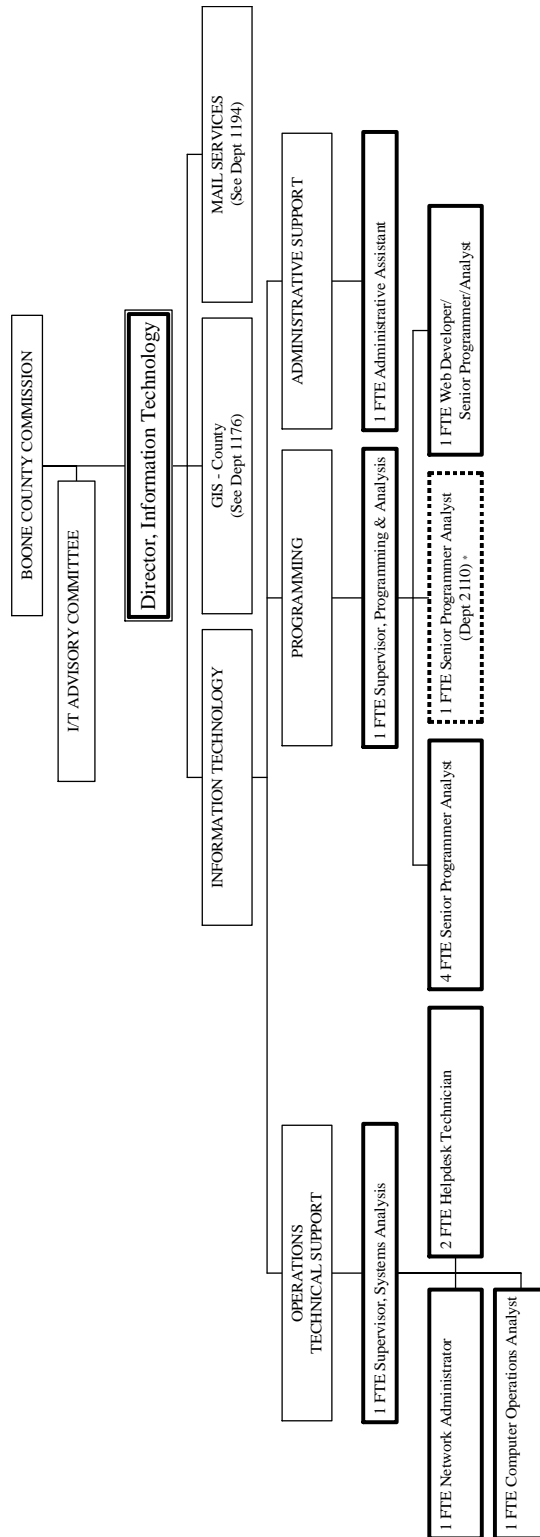 BOONE COUNTY COMMISSION
I/T ADVISORY COMMITTEE
Director, Information Technology
INFORMATION TECHNOLOGY
GIS - County
(See Dept 1176)
MAIL SERVICES
(See Dept 1194)
OPERATIONS
TECHNICAL SUPPORT
PROGRAMMING
ADMINISTRATIVE SUPPORT
1 FTE Supervisor, Systems Analysis
1 FTE Supervisor, Programming & Analysis
1 FTE Administrative Assistant
1 FTE Network Administrator
2 FTE Helpdesk Technician
4 FTE Senior Programmer Analyst
1 FTE Senior Programmer Analyst
(Dept 2110) *
1 FTE Web Developer/
Senior Programmer/Analyst
1 FTE Computer Operations Analyst